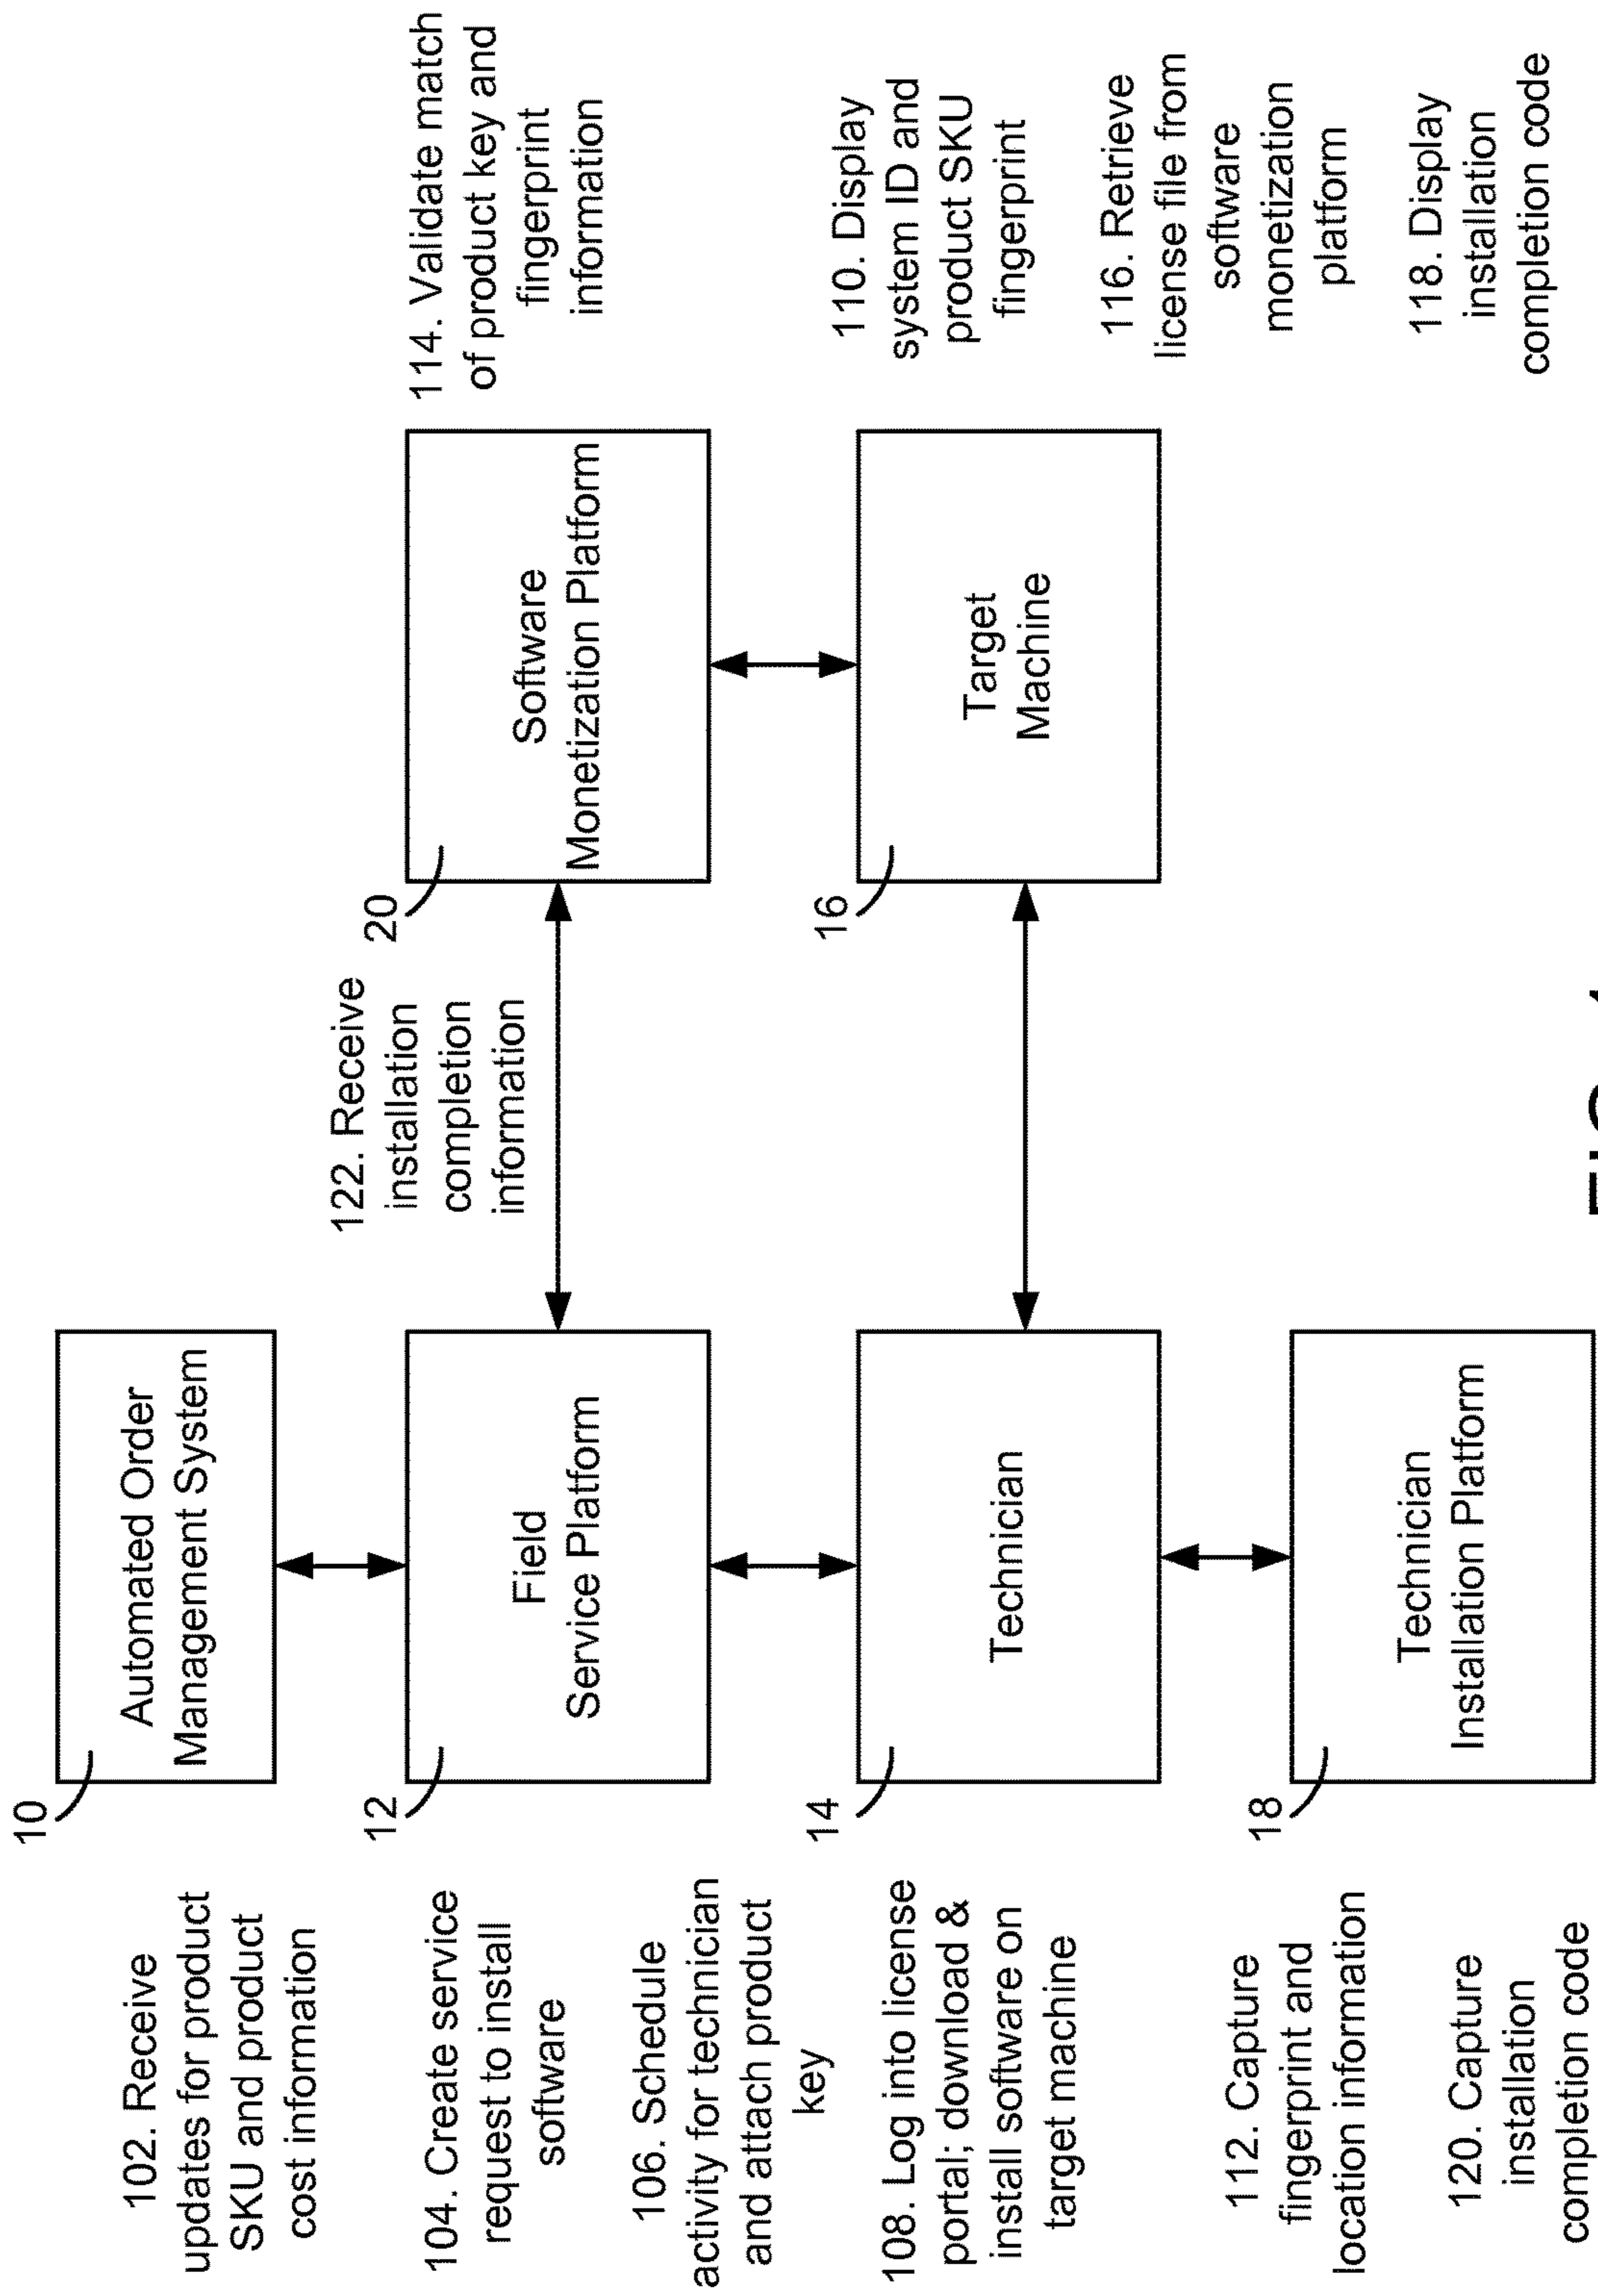 10
Automated Order
Management System
102. Receive
updates for product
SKU and product
cost information
12
Field
Service Platform
104. Create service
request to install
software
106. Schedule
activity for technician
and attach product
key
122. Receive
installation
completion
information
20
Software
Monetization Platform
114. Validate match
of product key and
fingerprint
information
14
Technician
108. Log into license
portal; download &
install software on
target machine
16
Target
Machine
110. Display
system ID and
product SKU
fingerprint
116. Retrieve
license file from
software
monetization
platform
118. Display
installation
completion code
18
Technician
Installation Platform
112. Capture
fingerprint and
location information
120. Capture
installation
completion code
FIG.